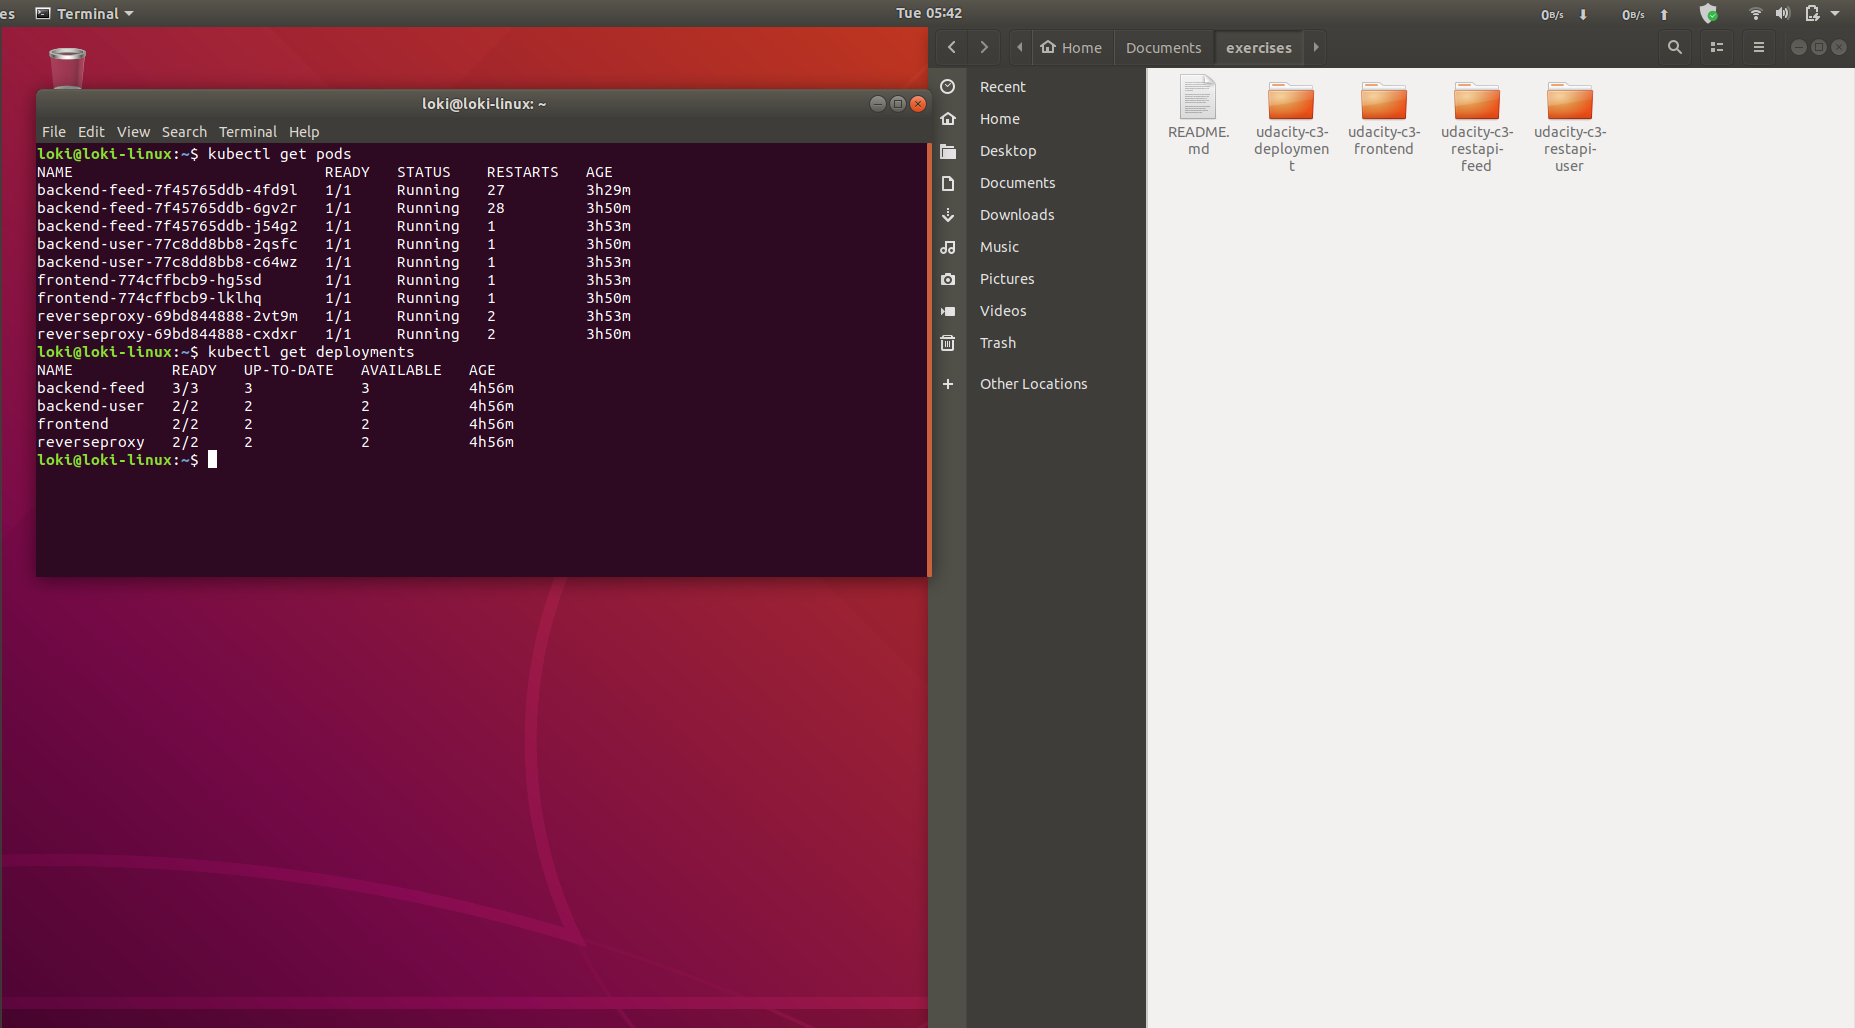 es Terminal Tue 05:42 0B/s 0B/s
loki@loki-linux: ~
File Edit View Search Terminal Help
loki@loki-linux:~$ kubectl get pods
NAME READY STATUS RESTARTS AGE
backend-feed-7f45765ddb-4fd9l 1/1 Running 27 3h29m
backend-feed-7f45765ddb-6gv2r 1/1 Running 28 3h50m
backend-feed-7f45765ddb-j54g2 1/1 Running 1 3h53m
backend-user-77c8dd8bb8-2qsfc 1/1 Running 1 3h50m
backend-user-77c8dd8bb8-c64wz 1/1 Running 1 3h53m
frontend-774cffbcb9-hg5sd 1/1 Running 1 3h53m
frontend-774cffbcb9-lklhq 1/1 Running 1 3h50m
reverseproxy-69bd844888-2vt9m 1/1 Running 2 3h53m
reverseproxy-69bd844888-cxdxr 1/1 Running 2 3h50m
loki@loki-linux:~$ kubectl get deployments
NAME READY UP-TO-DATE AVAILABLE AGE
backend-feed 3/3 3 3 4h56m
backend-user 2/2 2 2 4h56m
frontend 2/2 2 2 4h56m
reverseproxy 2/2 2 2 4h56m
loki@loki-linux:~$
Home Documents exercises
Recent
Home
Desktop
Documents
Downloads
Music
Pictures
Videos
Trash
Other Locations
README.
md
udacity-c3-
deploymen
t
udacity-c3-
frontend
udacity-c3-
restapi-
feed
udacity-c3-
restapi-
user